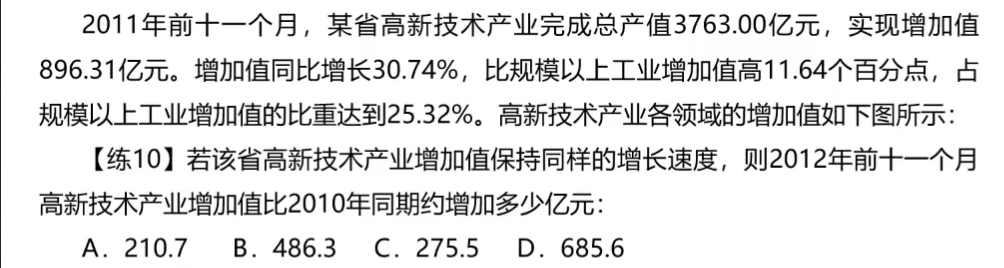 2011年前十一个月，某省高新技术产业完成总产值3763.00亿元，实现增加值
896.31亿元。增加值同比增长30.74%，比规模以上工业增加值高11.64个百分点，占
规模以上工业增加值的比重达到25.32%。高新技术产业各领域的增加值如下图所示：
【练10】若该省高新技术产业增加值保持同样的增长速度，则2012年前十一个月
高新技术产业增加值比2010年同期约增加多少亿元：
A．210.7 B．486.3 C．275.5 D．685.6